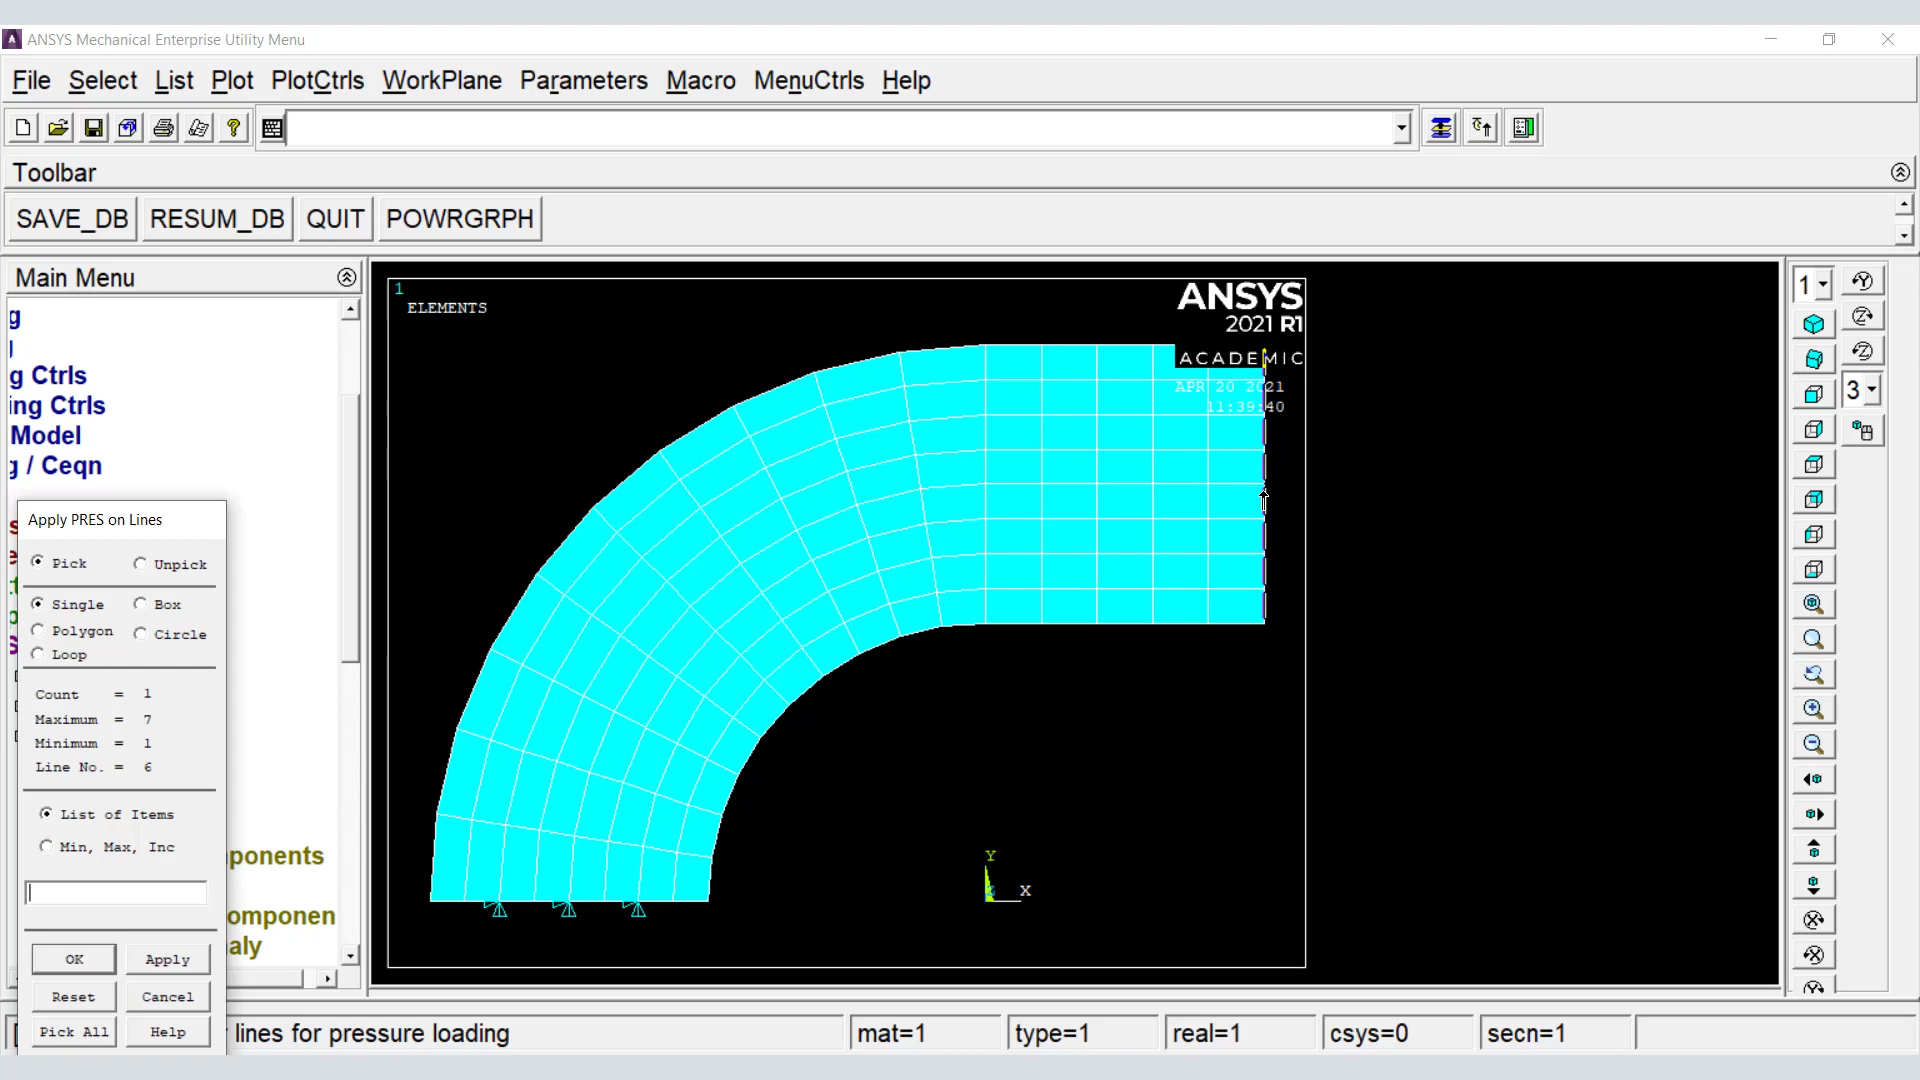 ANSYS Mechanical Enterprise Utility Menu
File Select List Plot PlotCtrls WorkPlane Parameters Macro MenuCtrls Help
Toolbar
SAVE_DB RESUM_DB QUIT POWRGRPH
Main Menu
g
g Ctrls
ing Ctrls
Model
g / Ceqn
ponents
omponen
aly
Apply PRES on Lines
Pick Unpick
Single Box
Polygon Circle
Loop
Count = 1
Maximum = 7
Minimum = 1
Line No. = 6
List of Items
Min, Max, Inc
OK Apply
Reset Cancel
Pick All Help
1
ELEMENTS
ANSYS
2021 R1
ACADEMIC
APR 20 2021
11:39:40
Y
X
1
3
lines for pressure loading
mat=1 type=1 real=1 csys=0 secn=1